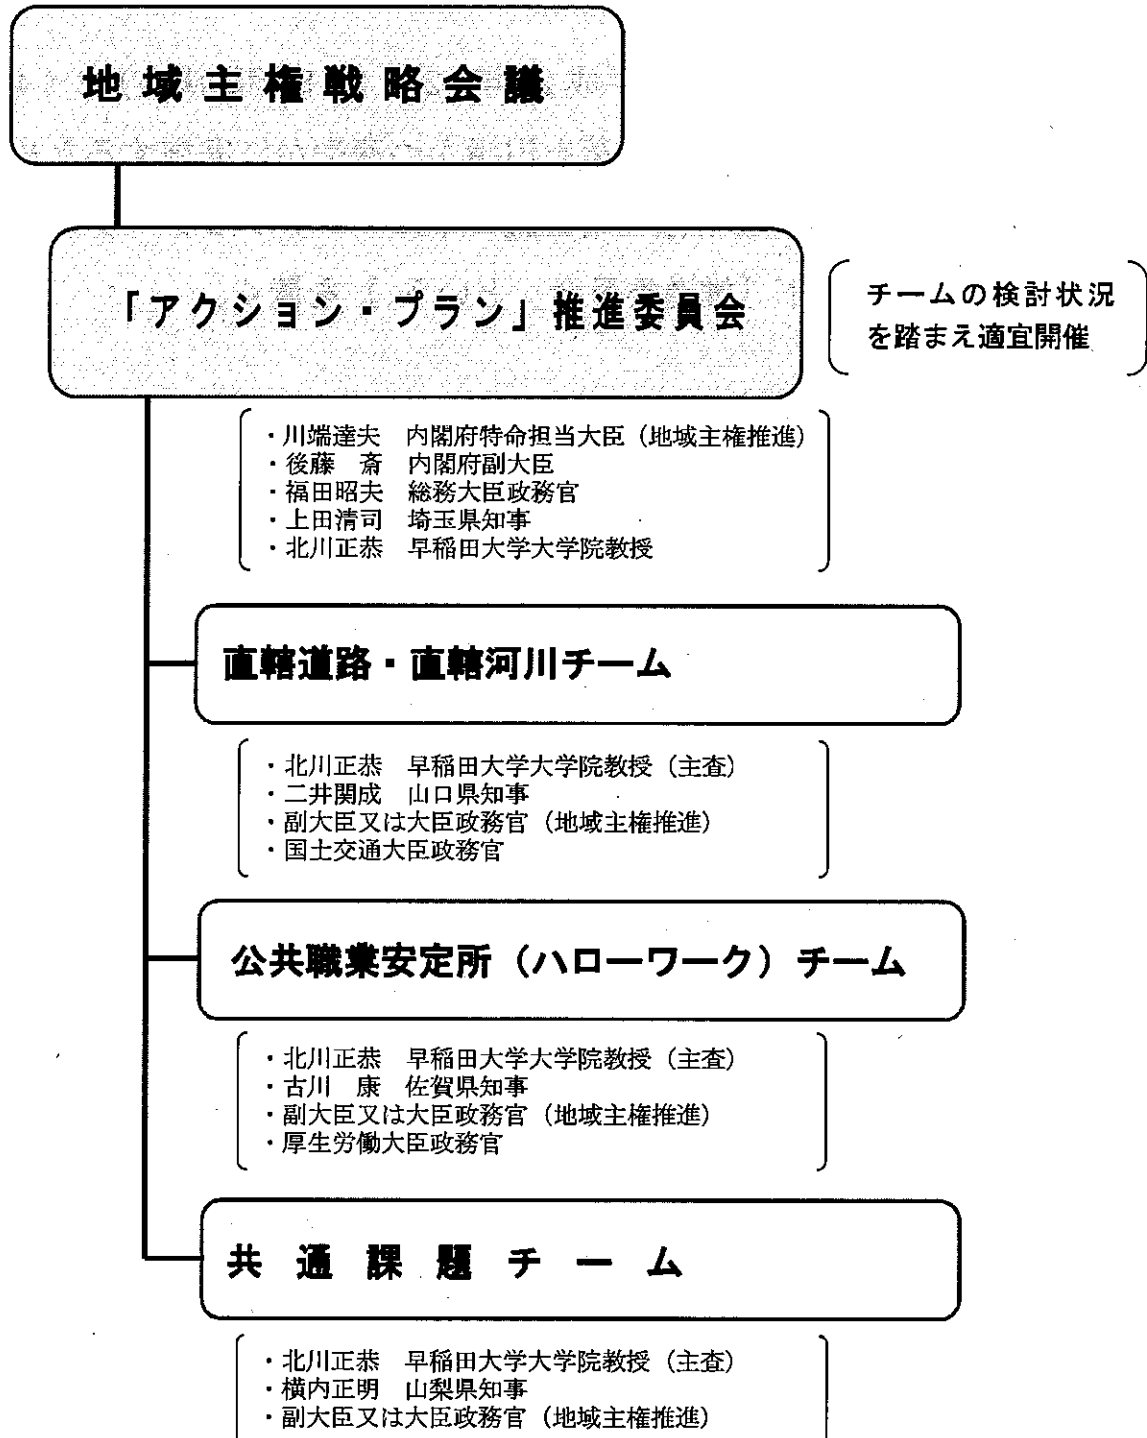 地域主権戦略会議
「アクション・プラン」推進委員会
チームの検討状況
を踏まえ適宜開催
・川端達夫　内閣府特命担当大臣（地域主権推進）
・後藤　斎　内閣府副大臣
・福田昭夫　総務大臣政務官
・上田清司　埼玉県知事
・北川正恭　早稲田大学大学院教授
直轄道路・直轄河川チーム
・北川正恭　早稲田大学大学院教授（主査）
・二井関成　山口県知事
・副大臣又は大臣政務官（地域主権推進）
・国土交通大臣政務官
公共職業安定所（ハローワーク）チーム
・北川正恭　早稲田大学大学院教授（主査）
・古川　康　佐賀県知事
・副大臣又は大臣政務官（地域主権推進）
・厚生労働大臣政務官
共通課題チーム
・北川正恭　早稲田大学大学院教授（主査）
・横内正明　山梨県知事
・副大臣又は大臣政務官（地域主権推進）